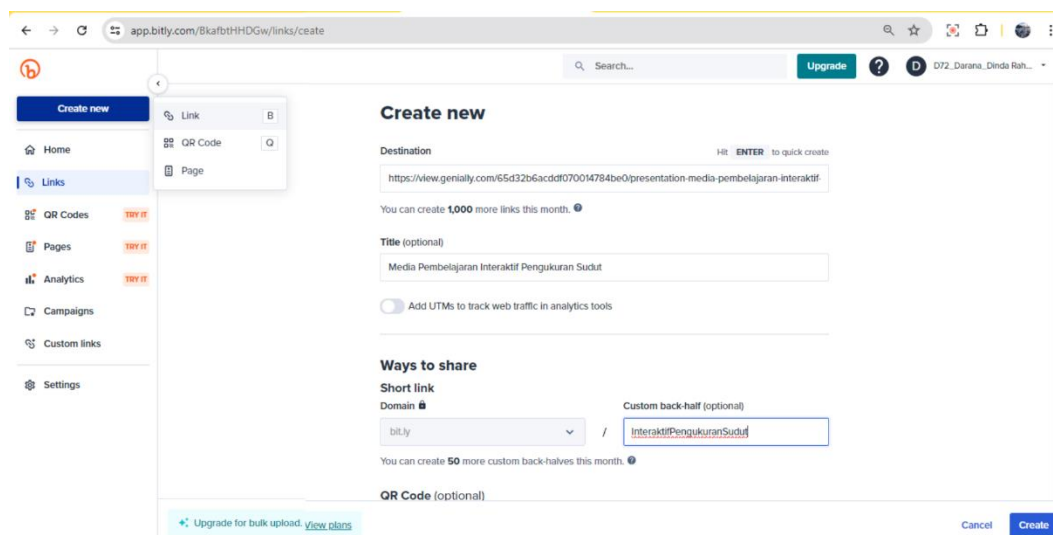 app.bitly.com/BkafbtHHDGw/links/ceate
Search...
Upgrade
?
D
D72_Darana_Dinda Rah...
Create new
Link B
QR Code Q
Page
Home
Links
QR Codes TRY IT
Pages TRY IT
Analytics TRY IT
Campaigns
Custom links
Settings
Create new
Destination
Hit ENTER to quick create
https://view.genially.com/65d32b6acddf070014784be0/presentation-media-pembelajaran-interaktif-
You can create 1,000 more links this month.
Title (optional)
Media Pembelajaran Interaktif Pengukuran Sudut
Add UTMs to track web traffic in analytics tools
Ways to share
Short link
Domain
Custom back-half (optional)
bit.ly / InteraktifPengukuranSudut
You can create 50 more custom back-halves this month.
QR Code (optional)
Upgrade for bulk upload. View plans
Cancel
Create